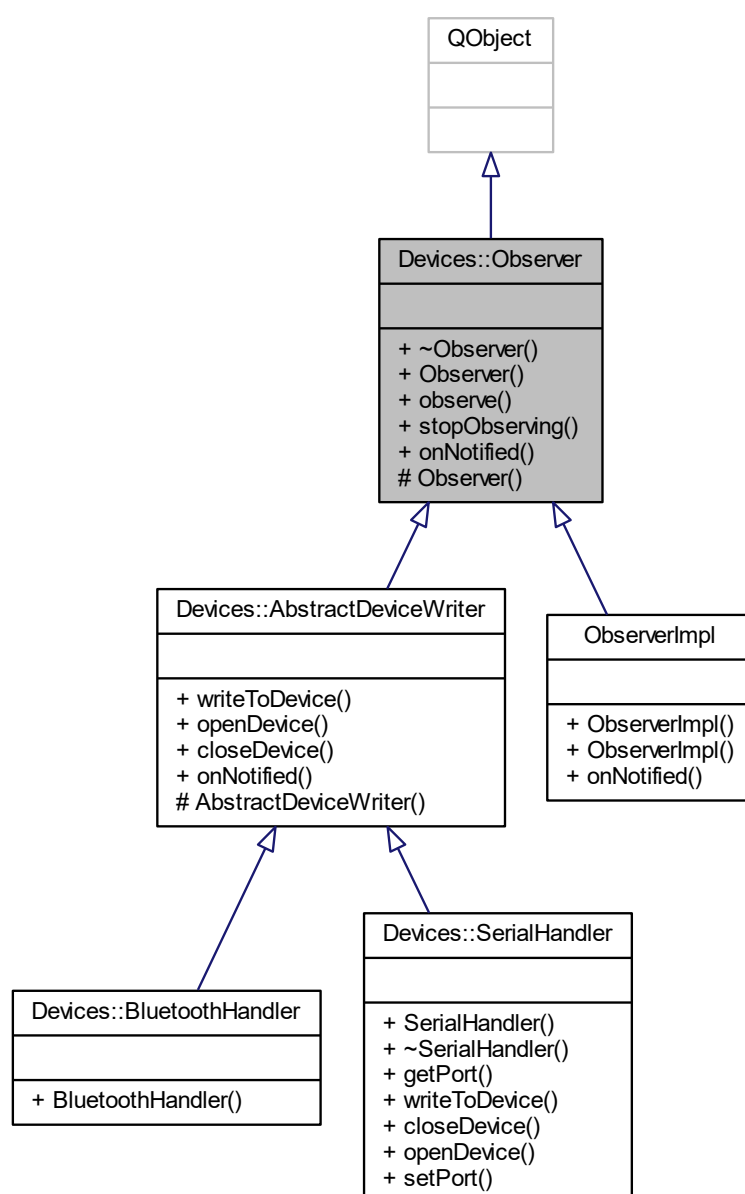 QObject
Devices::Observer
+ ~Observer()
+ Observer()
+ observe()
+ stopObserving()
+ onNotified()
# Observer()
Devices::AbstractDeviceWriter
+ writeToDevice()
+ openDevice()
+ closeDevice()
+ onNotified()
# AbstractDeviceWriter()
ObserverImpl
+ ObserverImpl()
+ ObserverImpl()
+ onNotified()
Devices::BluetoothHandler
+ BluetoothHandler()
Devices::SerialHandler
+ SerialHandler()
+ ~SerialHandler()
+ getPort()
+ writeToDevice()
+ closeDevice()
+ openDevice()
+ setPort()